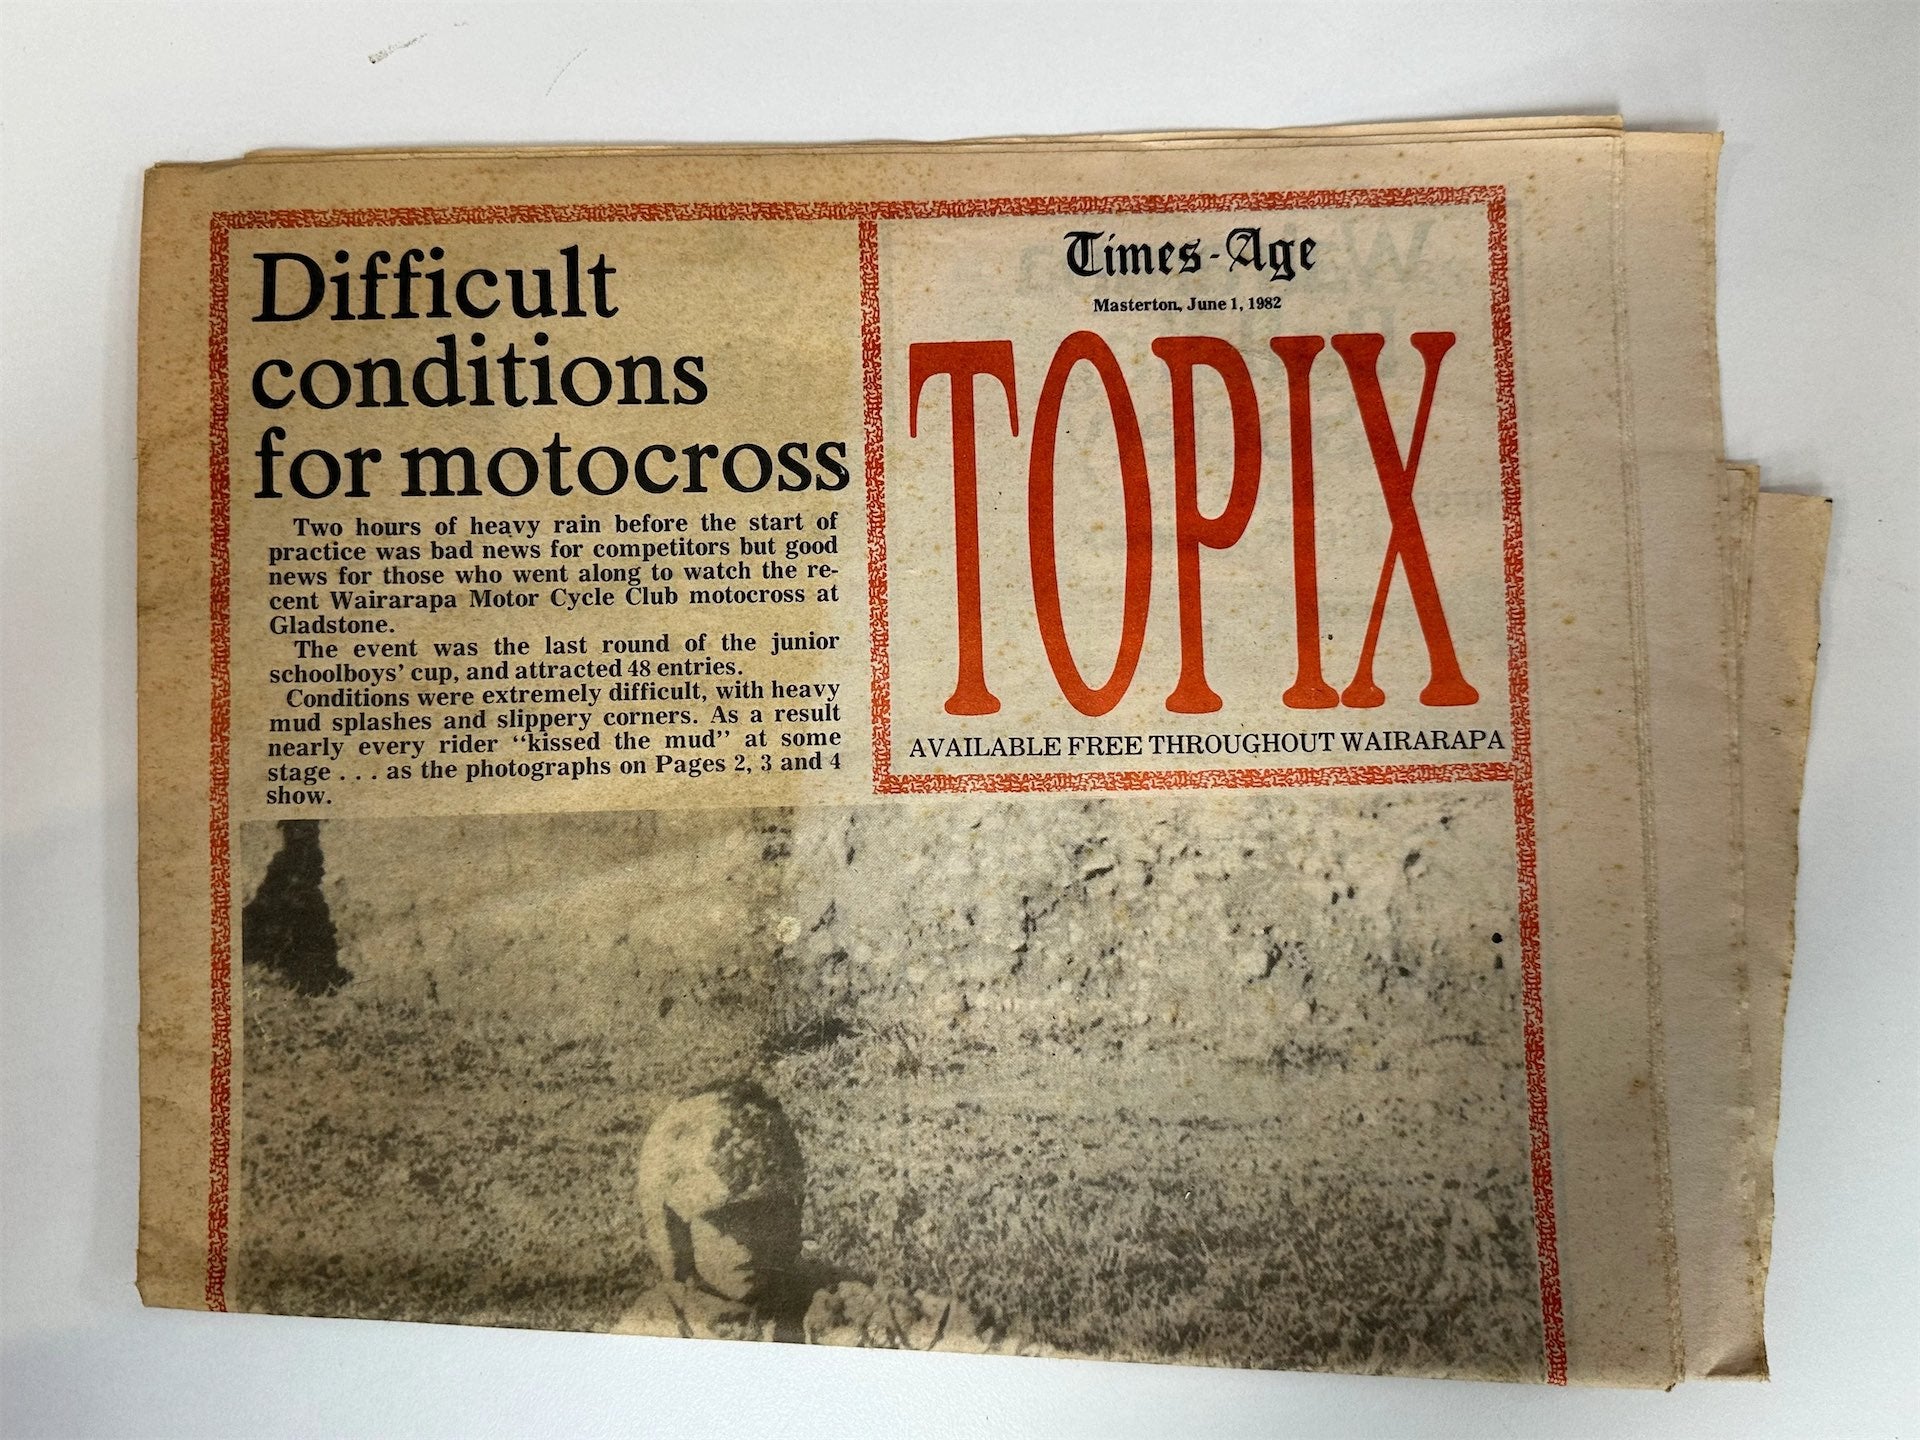 Difficult
conditions
for motocross
Two hours of heavy rain before the start of
practice was bad news for competitors but good
news for those who went along to watch the re-
cent Wairarapa Motor Cycle Club motocross at
Gladstone.
The event was the last round of the junior
schoolboys' cup, and attracted 48 entries.
Conditions were extremely difficult, with heavy
mud splashes and slippery corners. As a result
nearly every rider “kissed the mud” at some
stage . . . as the photographs on Pages 2, 3 and 4
show.
Times-Age
Masterton, June 1, 1982
TOPIX
AVAILABLE FREE THROUGHOUT WAIRARAPA